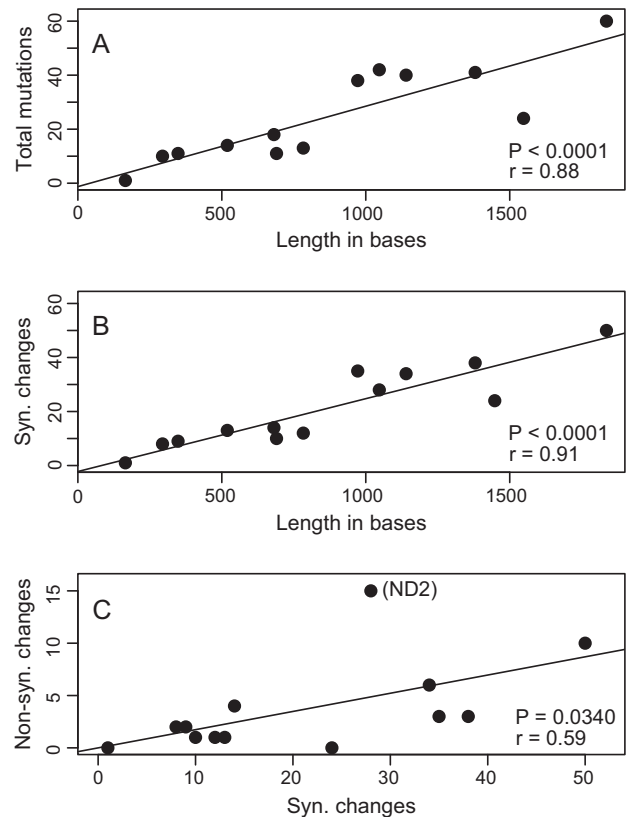 A
Total mutations
60
40
20
0
P < 0.0001
r = 0.88
0 500 1000 1500
Length in bases
B
Syn. changes
60
40
20
0
P < 0.0001
r = 0.91
0 500 1000 1500
Length in bases
C
Non-syn. changes
15
10
5
0
(ND2)
P = 0.0340
r = 0.59
0 10 20 30 40 50
Syn. changes